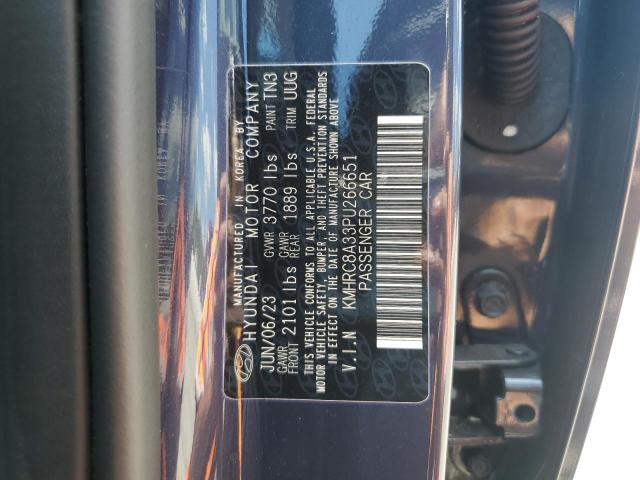 MANUFACTURED IN KOREA BY
HYUNDAI MOTOR COMPANY
JUN/06/23 GVWR 3770 lbs PAINT TN3
GAWR FRONT 2101 lbs GAWR REAR 1889 lbs TRIM UUG
THIS VEHICLE CONFORMS TO ALL APPLICABLE U.S.A. FEDERAL
MOTOR VEHICLE SAFETY, BUMPER, AND THEFT PREVENTION STANDARDS
IN EFFECT ON THE DATE OF MANUFACTURE SHOWN ABOVE
V.I.N KMHRC8A33PU266651
PASSENGER CAR